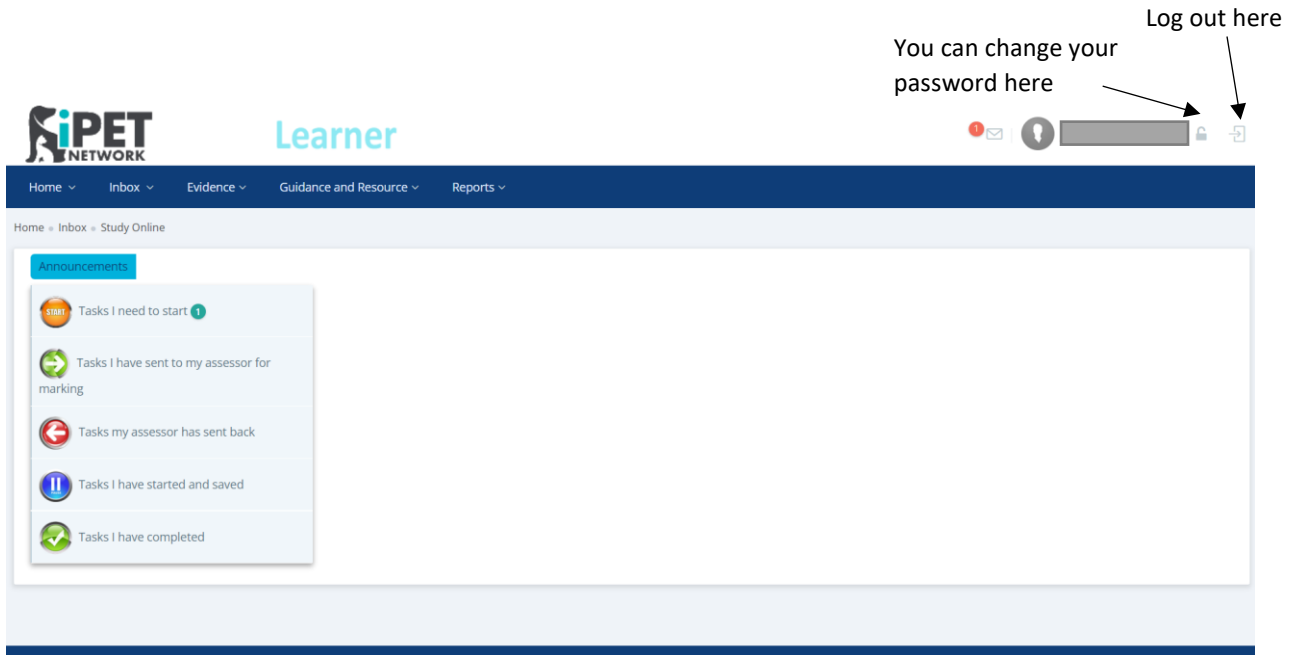 Log out here
You can change your
password here
iPET
NETWORK
Learner
1
Home Inbox Evidence Guidance and Resource Reports
Home Inbox Study Online
Announcements
START Tasks I need to start 1
Tasks I have sent to my assessor for
marking
Tasks my assessor has sent back
Tasks I have started and saved
Tasks I have completed